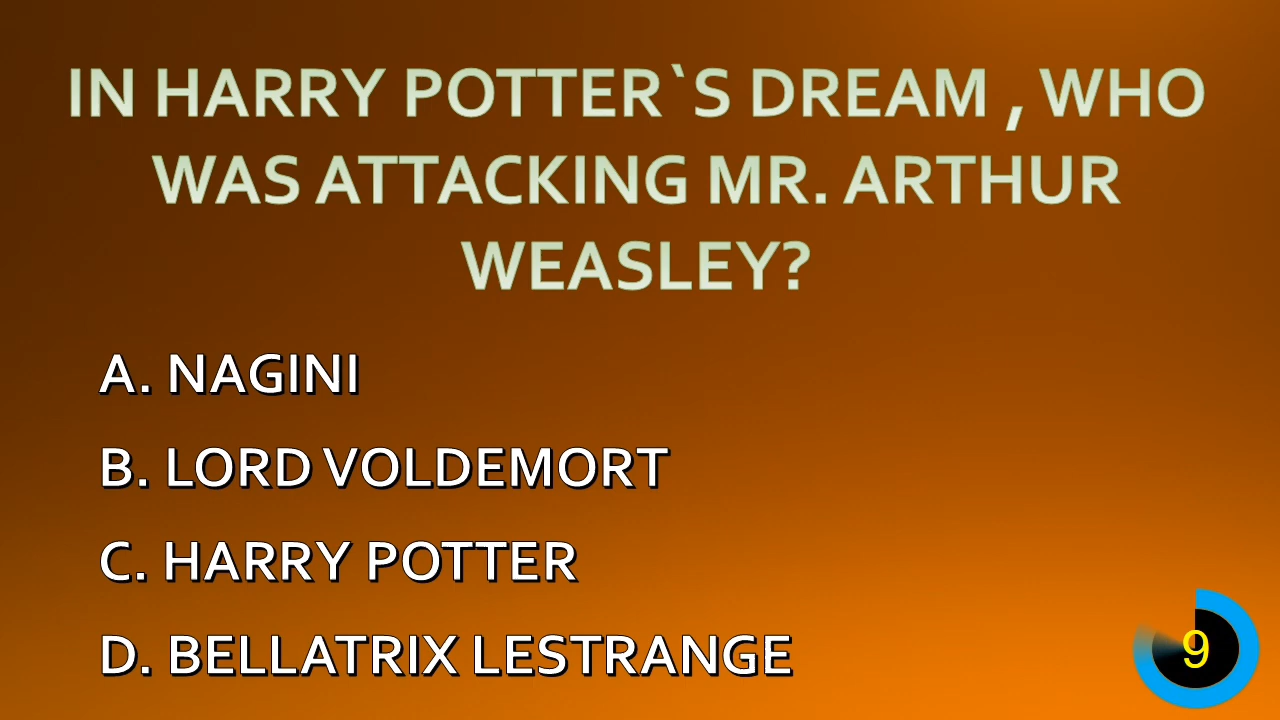 IN HARRY POTTER`S DREAM , WHO
WAS ATTACKING MR. ARTHUR
WEASLEY?
A. NAGINI
B. LORD VOLDEMORT
C. HARRY POTTER
D. BELLATRIX LESTRANGE
9